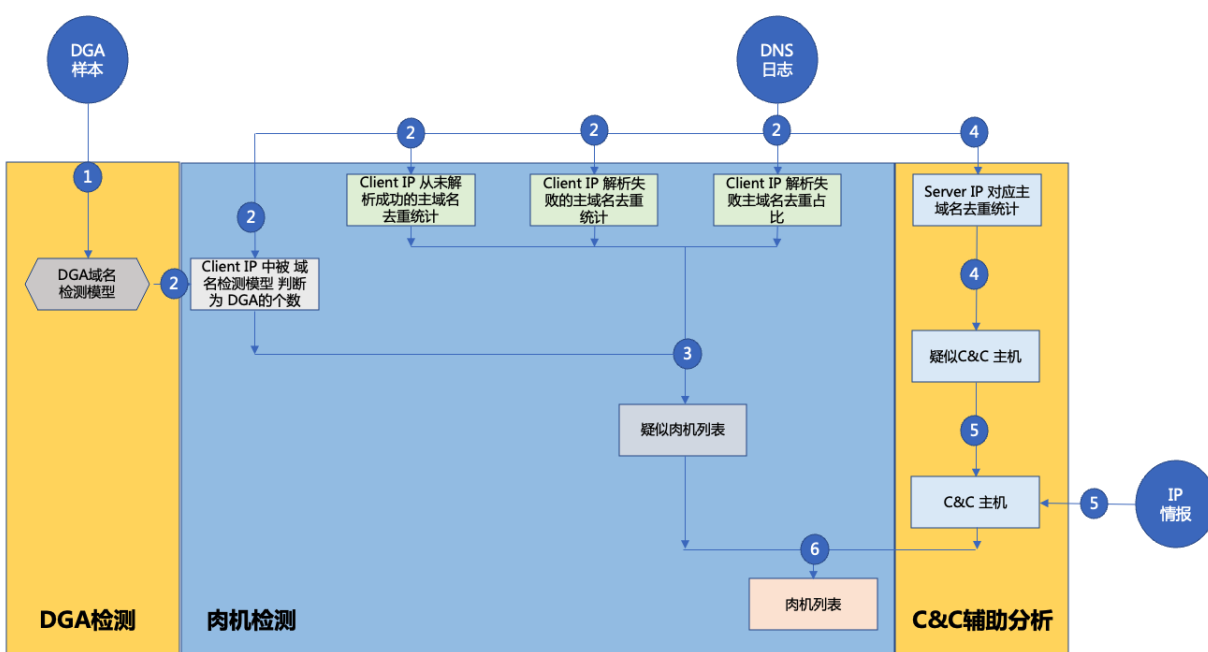 DGA
样本
DNS
日志
2
2
2
4
1
Client IP 从未解
析成功的主域名
去重统计
Client IP 解析失
败的主域名去重
统计
Client IP 解析失
败主域名去重占
比
Server IP 对应主
域名去重统计
2
DGA域名
检测模型
2
Client IP 中被 域
名检测模型 判断
为 DGA的个数
4
3
疑似C&C 主机
疑似肉机列表
5
C&C 主机
5
IP
情报
6
肉机列表
DGA检测
肉机检测
C&C辅助分析